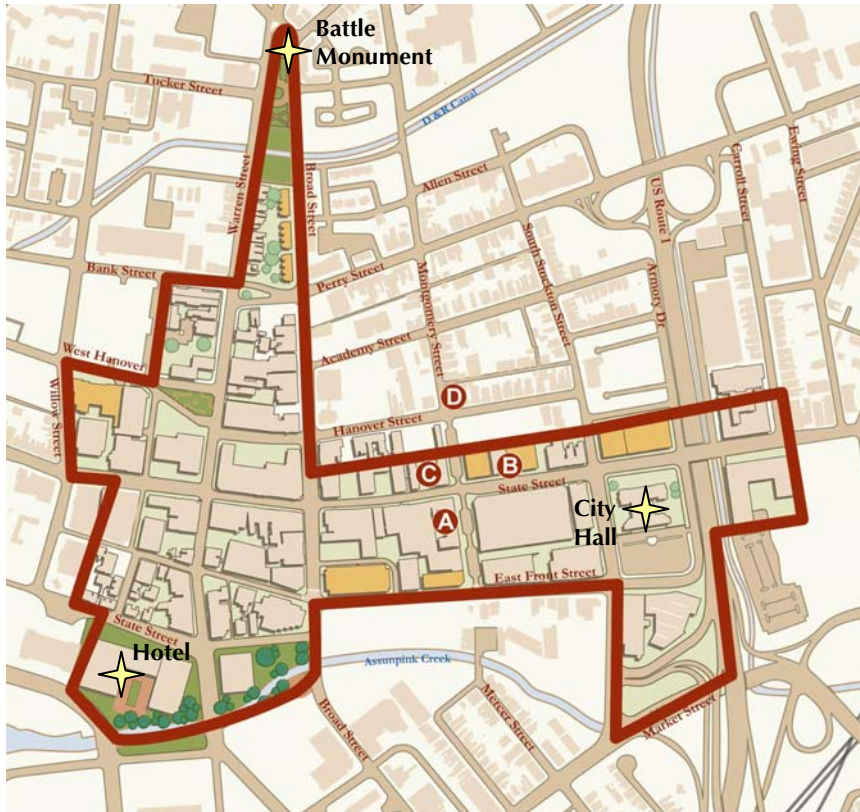 Battle
Monument
Tucker Street
D&R Canal
Ewing Street
Carroll Street
Warren Street
Broad Street
Allen Street
US Route 1
South Stockton Street
Bank Street
Perry Street
Montgomery Street
Armory Dr
Academy Street
West Hanover
Willow Street
D
Hanover Street
C
B
State Street
A
City
Hall
East Front Street
State Street
Hotel
Assunpink Creek
Mercer Street
Broad Street
Market Street